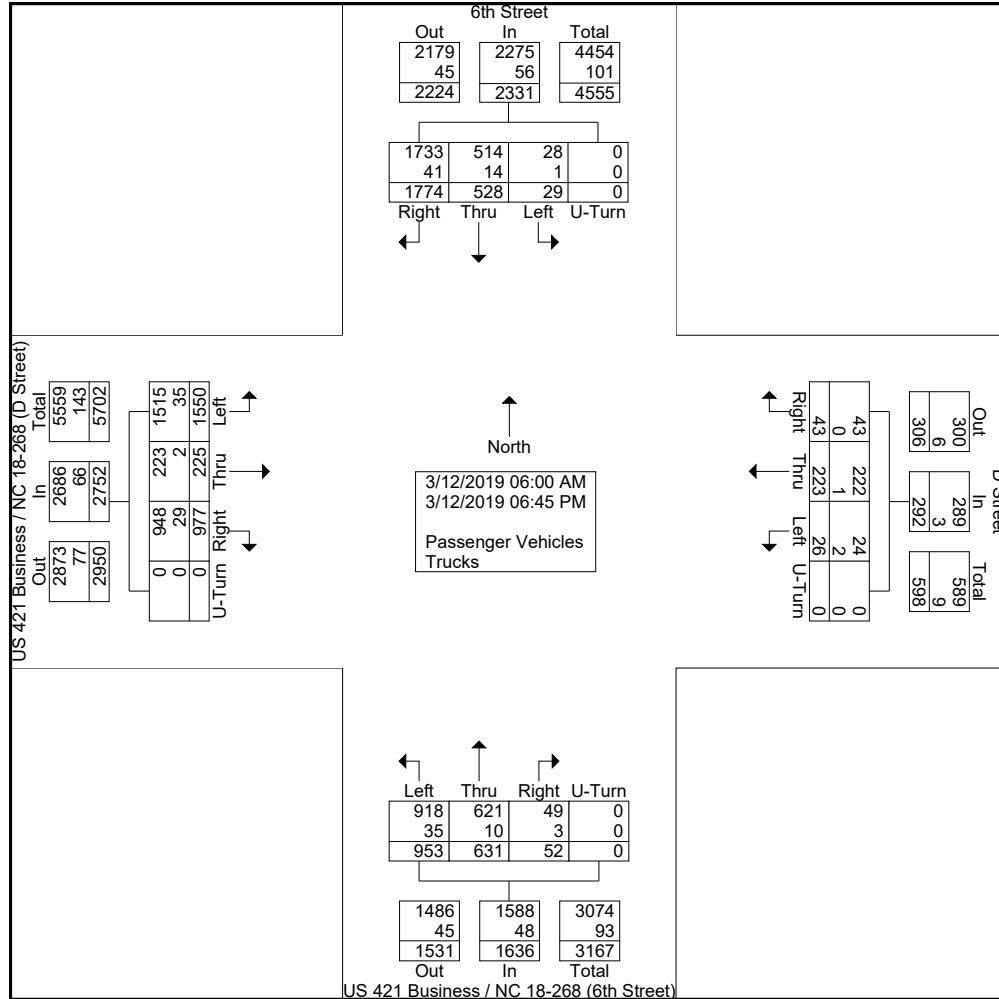 6th Street
Out In Total
2179 2275 4454
45 56 101
2224 2331 4555
1733 514 28 0
41 14 1 0
1774 528 29 0
Right Thru Left U-Turn
US 421 Business / NC 18-268 (D Street)
Total In Out
5559 2686 2873
143 66 77
5702 2752 2950
1515 223 948 0
35 2 29 0
1550 225 977 0
Left Thru Right U-Turn
North
3/12/2019 06:00 AM
3/12/2019 06:45 PM
Passenger Vehicles
Trucks
Right Thru Left U-Turn
43 222 24 0
0 1 2 0
43 223 26 0
D Street
Out In Total
300 289 589
6 3 9
306 292 598
Left Thru Right U-Turn
918 621 49 0
35 10 3 0
953 631 52 0
1486 1588 3074
45 48 93
1531 1636 3167
Out In Total
US 421 Business / NC 18-268 (6th Street)